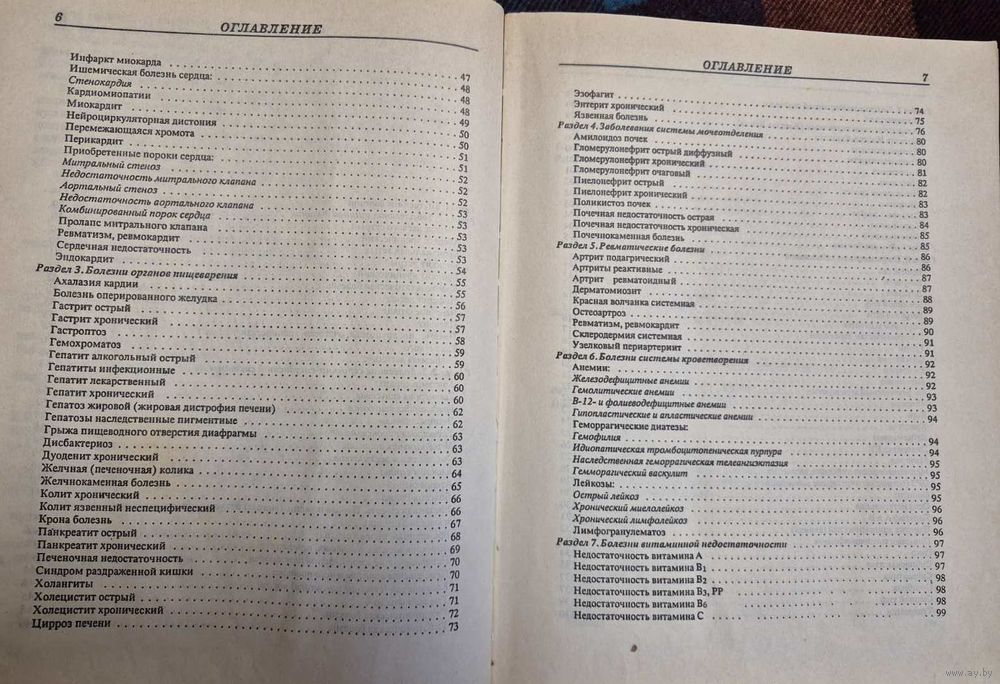 6
ОГЛАВЛЕНИЕ
Инфаркт миокарда 47
Ишемическая болезнь сердца:
Стенокардия 48
Кардиомиопатии 48
Миокардит 48
Нейроциркуляторная дистония 49
Перемежающаяся хромота 50
Перикардит 50
Приобретенные пороки сердца: 51
Митральный стеноз 51
Недостаточность митрального клапана 52
Аортальный стеноз 52
Недостаточность аортального клапана 52
Комбинированный порок сердца 53
Пролапс митрального клапана 53
Ревматизм, ревмокардит 53
Сердечная недостаточность 53
Эндокардит 53
Раздел 3. Болезни органов пищеварения 54
Ахалазия кардии 55
Болезнь оперированного желудка 55
Гастрит острый 56
Гастрит хронический 57
Гастроптоз 57
Гемохроматоз 58
Гепатит алкогольный острый 59
Гепатиты инфекционные 59
Гепатит лекарственный 60
Гепатит хронический 60
Гепатоз жировой (жировая дистрофия печени) 62
Гепатозы наследственные пигментные 62
Грыжа пищеводного отверстия диафрагмы 63
Дисбактериоз 63
Дуоденит хронический 63
Желчная (печеночная) колика 64
Желчнокаменная болезнь 65
Колит хронический 66
Колит язвенный неспецифический 66
Крона болезнь 67
Панкреатит острый 68
Панкреатит хронический 69
Печеночная недостаточность 70
Синдром раздраженной кишки 70
Холангиты 71
Холецистит острый 71
Холецистит хронический 72
Цирроз печени 73
ОГЛАВЛЕНИЕ
7
Эзофагит 74
Энтерит хронический 75
Язвенная болезнь 76
Раздел 4. Заболевания системы мочеотделения 80
Амилоидоз почек 80
Гломерулонефрит острый диффузный 80
Гломерулонефрит хронический 81
Гломерулонефрит очаговый 82
Пиелонефрит острый 82
Пиелонефрит хронический 83
Поликистоз почек 83
Почечная недостаточность острая 84
Почечная недостаточность хроническая 85
Почечнокаменная болезнь 85
Раздел 5. Ревматические болезни 86
Артрит подагрический 86
Артриты реактивные 87
Артрит ревматоидный 87
Дерматомиозит 88
Красная волчанка системная 89
Остеоартроз 89
Ревматизм, ревмокардит 90
Склеродермия системная 91
Узелковый периартериит 91
Раздел 6. Болезни системы кроветворения 92
Анемии: 92
Железодефицитные анемии 92
Гемолитические анемии 93
В-12- и фолиеводефицитные анемии 93
Гипопластические и апластические анемии 94
Геморрагические диатезы:
Гемофилия 94
Идиопатическая тромбоцитопеническая пурпура 94
Наследственная геморрагическая телеангиэктазия 95
Гемморагический васкулит 95
Лейкозы: 95
Острый лейкоз 95
Хронический миелолейкоз 96
Хронический лимфолейкоз 96
Лимфогранулематоз 96
Раздел 7. Болезни витаминной недостаточности 97
Недостаточность витамина А 97
Недостаточность витамина В1 97
Недостаточность витамина В2 98
Недостаточность витамина В3, РР 98
Недостаточность витамина В6 98
Недостаточность витамина С 99
www.ay.by